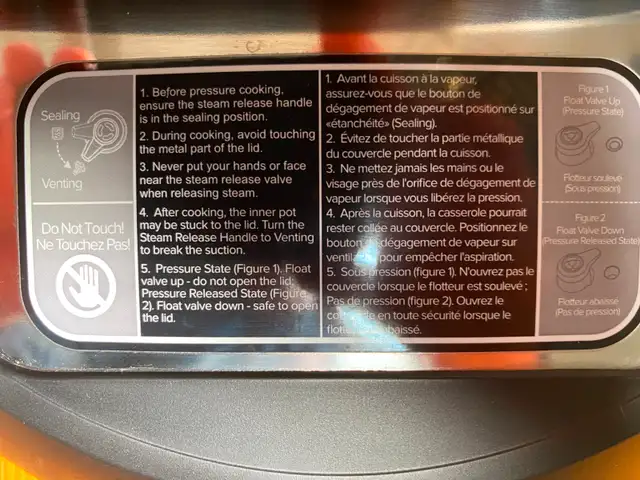 Sealing
Venting
Do Not Touch!
Ne Touchez Pas!
1. Before pressure cooking,
ensure the steam release handle
is in the sealing position.
2. During cooking, avoid touching
the metal part of the lid.
3. Never put your hands or face
near the steam release valve
when releasing steam.
4. After cooking, the inner pot
may be stuck to the lid. Turn the
Steam Release Handle to Venting
to break the suction.
5. Pressure State (Figure 1). Float
valve up - do not open the lid;
Pressure Released State (Figure
2). Float valve down - safe to open
the lid.
1. Avant la cuisson à la vapeur,
assurez-vous que le bouton de
dégagement de vapeur est positionné sur
«étanchéité» (Sealing).
2. Évitez de toucher la partie métallique
du couvercle pendant la cuisson.
3. Ne mettez jamais les mains ou le
visage près de l'orifice de dégagement de
vapeur lorsque vous libérez la pression.
4. Après la cuisson, la casserole pourrait
rester collée au couvercle. Positionnez le
bouton de dégagement de vapeur sur
pour empêcher l'aspiration.
5. Sous pression (figure 1). N'ouvrez pas le
couvercle lorsque le flotteur est soulevé ;
Pas de pression (figure 2). Ouvrez le
en toute sécurité lorsque le
abaissé.
Figure 1
Float Valve Up
(Pressure State)
Flotteur soulevé
(Sous pression)
Figure 2
Float Valve Down
(Pressure Released State)
Flotteur abaissé
(Pas de pression)